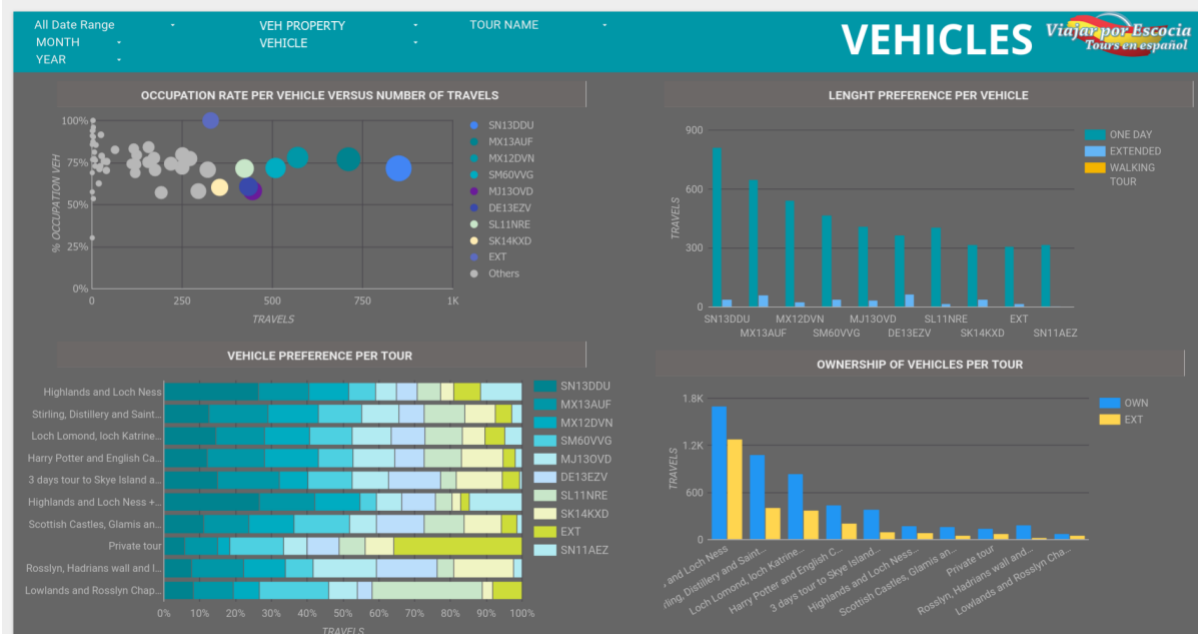 All Date Range
VEH PROPERTY
TOUR NAME
MONTH
VEHICLE
YEAR
VEHICLES
Viajar por Escocia
Tours en español
OCCUPATION RATE PER VEHICLE VERSUS NUMBER OF TRAVELS
% OCCUPATION VEH
100%
75%
50%
25%
0%
0
250
500
750
1K
TRAVELS
SN13DDU
MX13AUF
MX12DVN
SM60VVG
MJ13OVD
DE13EZV
SL11NRE
SK14KXD
EXT
Others
LENGHT PREFERENCE PER VEHICLE
TRAVELS
900
600
300
0
SN13DDU
MX13AUF
MX12DVN
SM60VVG
MJ13OVD
DE13EZV
SL11NRE
SK14KXD
EXT
SN11AEZ
ONE DAY
EXTENDED
WALKING
TOUR
VEHICLE PREFERENCE PER TOUR
Highlands and Loch Ness
Stirling, Distillery and Saint...
Loch Lomond, loch Katrine...
Harry Potter and English Ca...
3 days tour to Skye Island a...
Highlands and Loch Ness +...
Scottish Castles, Glamis an...
Private tour
Rosslyn, Hadrians wall and l...
Lowlands and Rosslyn Chap...
0%
10%
20%
30%
40%
50%
60%
70%
80%
90%
100%
TRAVELS
SN13DDU
MX13AUF
MX12DVN
SM60VVG
MJ13OVD
DE13EZV
SL11NRE
SK14KXD
EXT
SN11AEZ
OWNERSHIP OF VEHICLES PER TOUR
TRAVELS
1.8K
1.2K
600
0
and Loch Ness
rling, Distillery and Saint...
Loch Lomond, loch Katrine...
Harry Potter and English C...
3 days tour to Skye Island...
Highlands and Loch Ness...
Scottish Castles, Glamis an...
Private tour
Rosslyn, Hadrians wall and...
Lowlands and Rosslyn Cha...
OWN
EXT